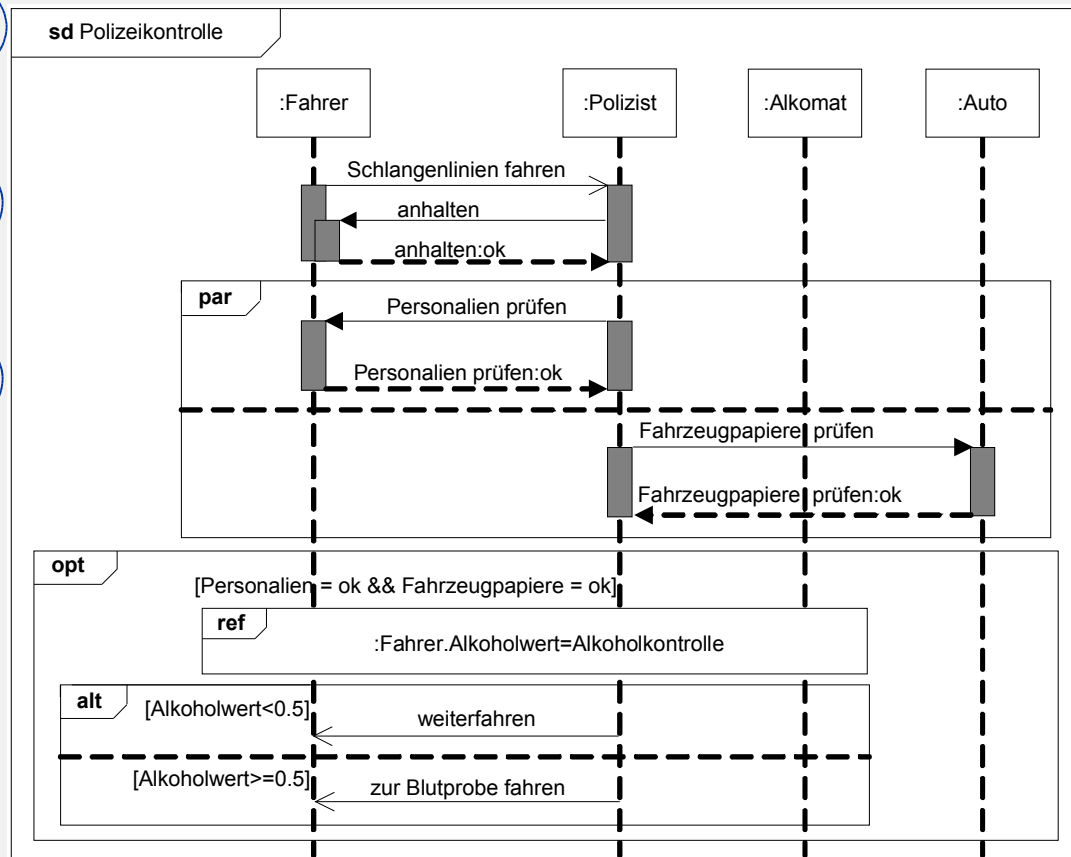 sd Polizeikontrolle
:Fahrer :Polizist :Alkomat :Auto
Schlangenlinien fahren
anhalten
anhalten:ok
par
Personalien prüfen
Personalien prüfen:ok
Fahrzeugpapiere prüfen
Fahrzeugpapiere prüfen:ok
opt
[Personalien = ok && Fahrzeugpapiere = ok]
ref
:Fahrer.Alkoholwert=Alkoholkontrolle
alt
[Alkoholwert<0.5]
weiterfahren
[Alkoholwert>=0.5]
zur Blutprobe fahren